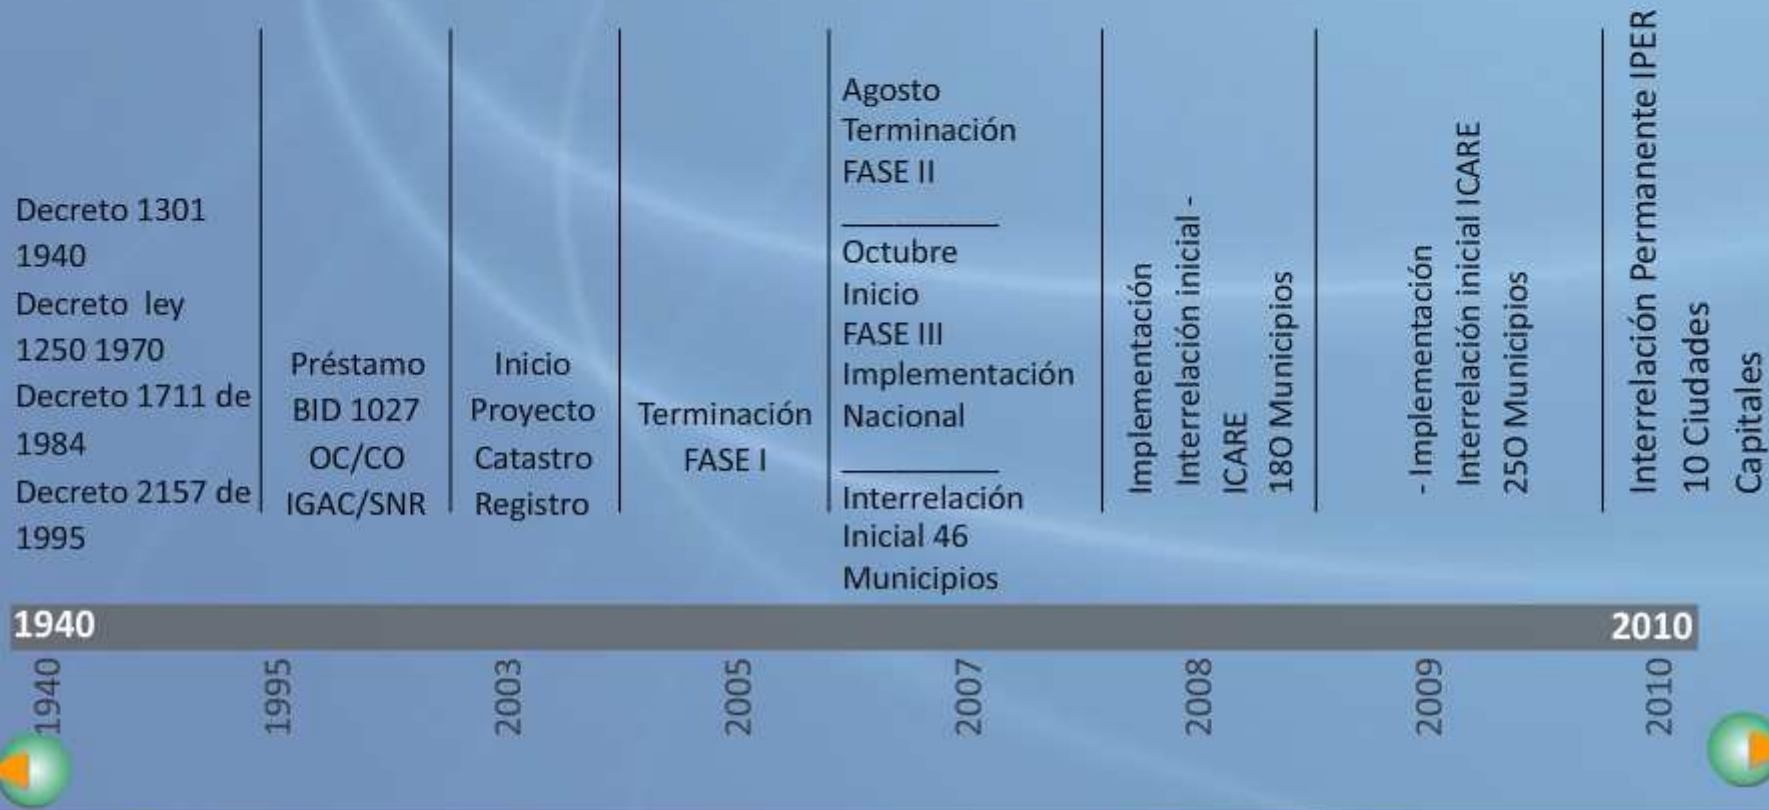 Decreto 1301
1940
Decreto ley
1250 1970
Decreto 1711 de
1984
Decreto 2157 de
1995
Préstamo
BID 1027
OC/CO
IGAC/SNR
Inicio
Proyecto
Catastro
Registro
Terminación
FASE I
Agosto
Terminación
FASE II
Octubre
Inicio
FASE III
Implementación
Nacional
Interrelación
Inicial 46
Municipios
Implementación
Interrelación inicial -
ICARE
180 Municipios
- Implementación
Interrelación inicial ICARE
250 Municipios
Interrelación Permanente IPER
10 Ciudades
Capitales
1940
2010
1940
1995
2003
2005
2007
2008
2009
2010